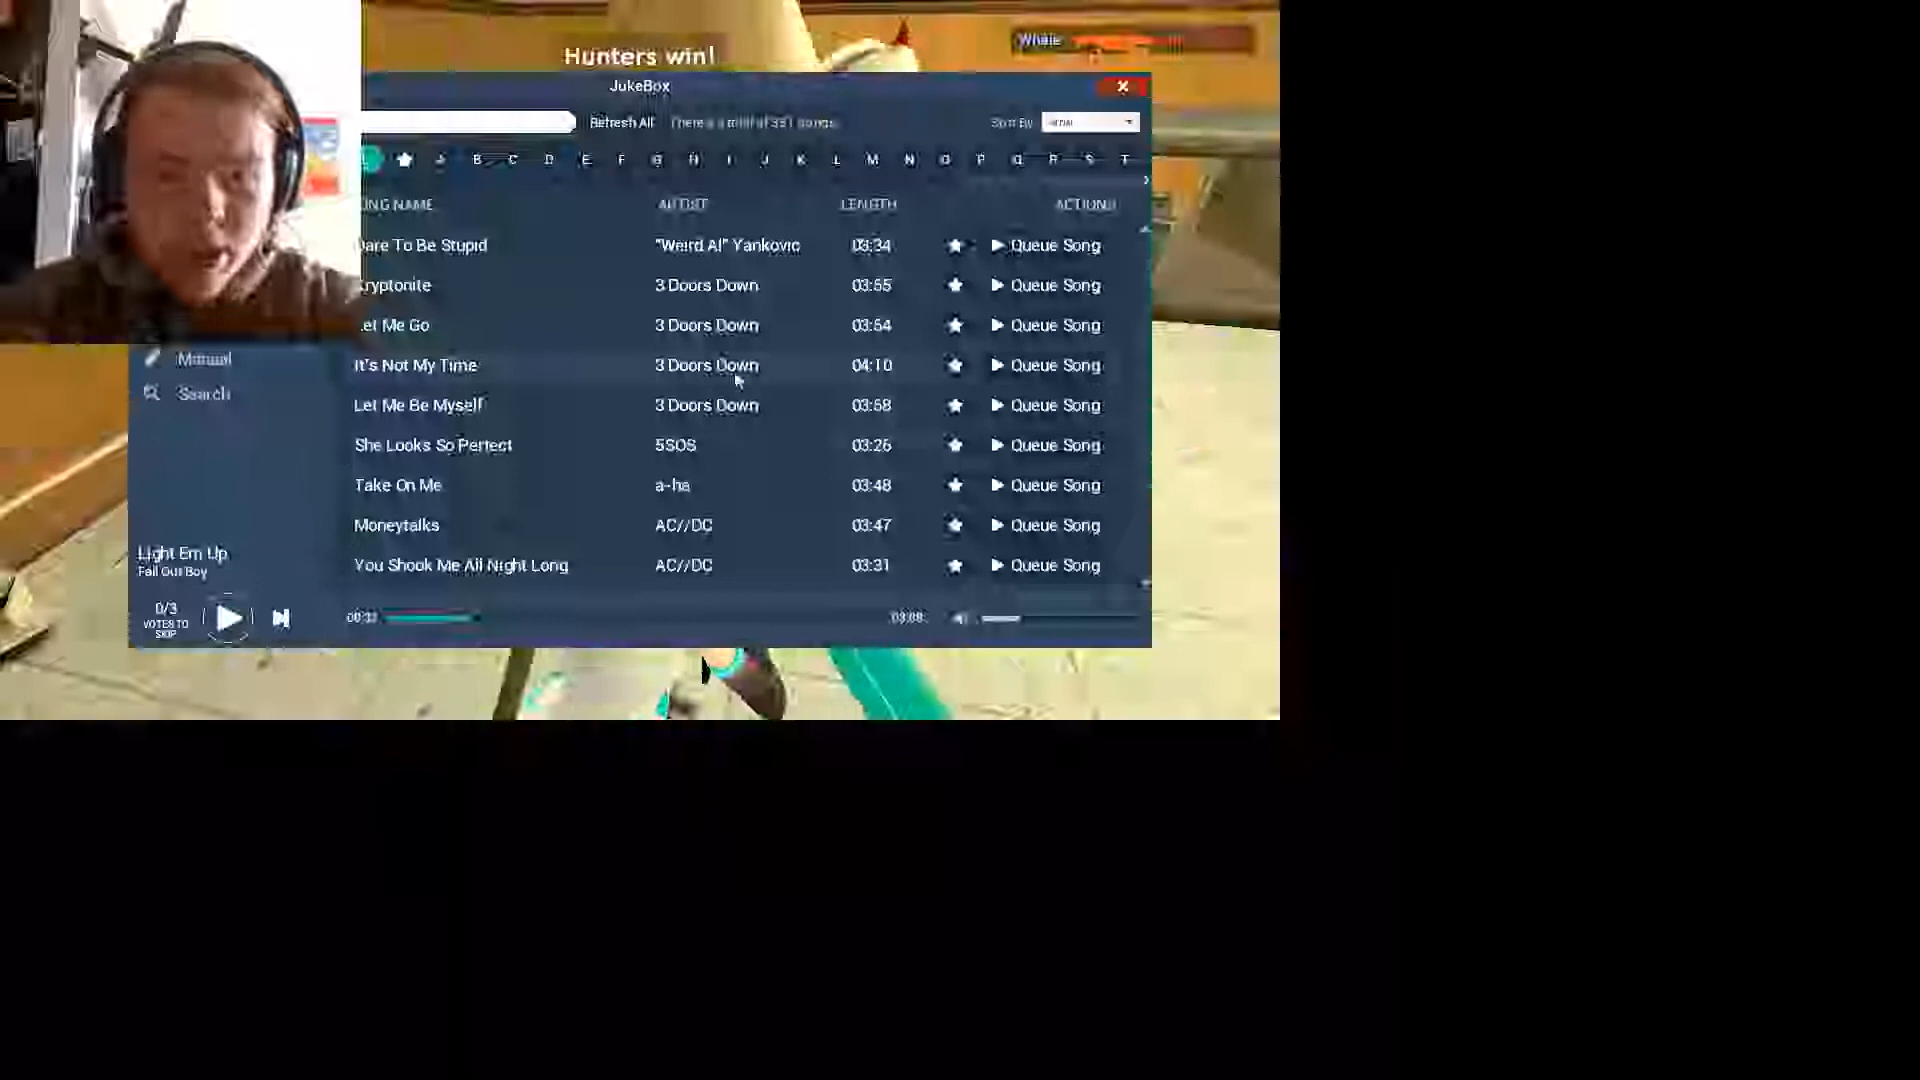 Hunters win!
Whale
JukeBox
Refresh All
Sort By
B C D E F G H I J K L M N O P Q R S T
ARTIST LENGTH ACTIONS
Dare To Be Stupid "Weird Al" Yankovic 03:34 Queue Song
Kryptonite 3 Doors Down 03:55 Queue Song
Let Me Go 3 Doors Down 03:54 Queue Song
It's Not My Time 3 Doors Down 04:10 Queue Song
Let Me Be Myself 3 Doors Down 03:58 Queue Song
She Looks So Perfect 5SOS 03:26 Queue Song
Take On Me a-ha 03:48 Queue Song
Moneytalks AC//DC 03:47 Queue Song
You Shook Me All Night Long AC//DC 03:31 Queue Song
Manual
Search
Light Em Up
Fall Out Boy
0/3
VOTES TO
SKIP